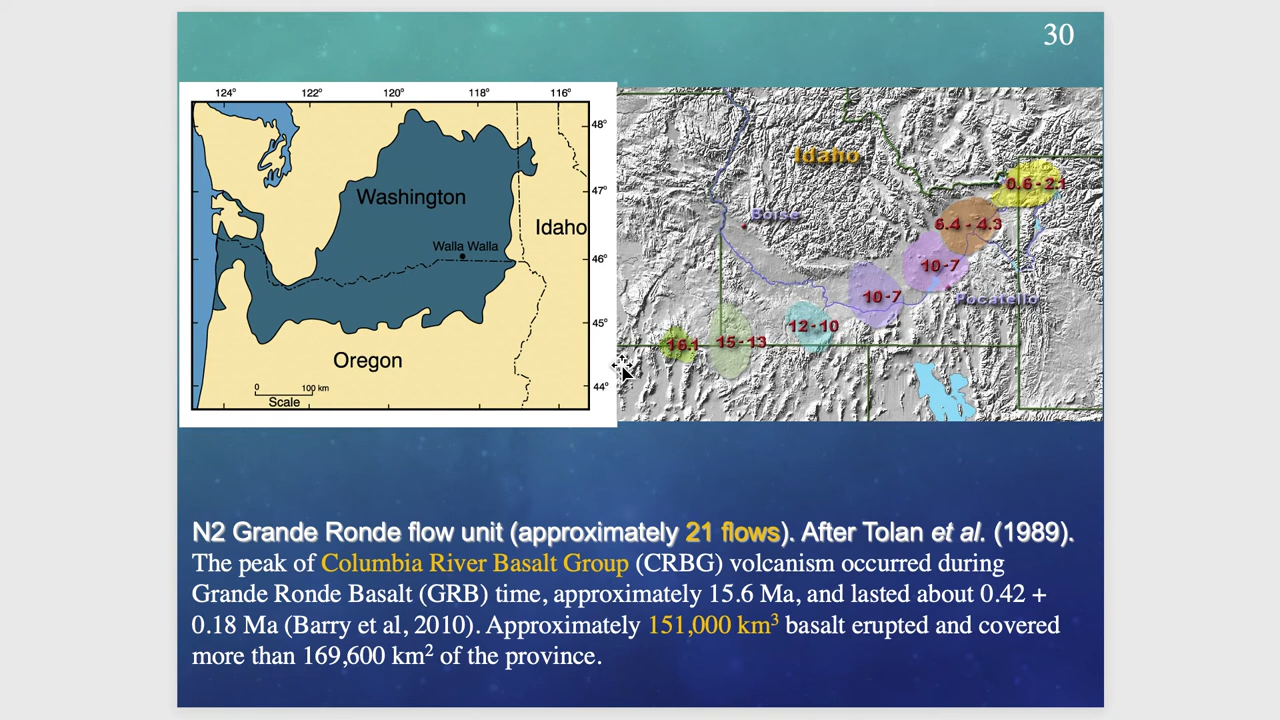 30
124° 122° 120° 118° 116°
48°
47°
46°
45°
44°
Washington
Walla Walla
Idaho
Oregon
0 100 km
Scale
Idaho
Boise
Pocatello
0.6 - 2.1
6.4 - 4.3
10-7
10-7
12-10
15-13
16.1
N2 Grande Ronde flow unit (approximately 21 flows). After Tolan et al. (1989).
The peak of Columbia River Basalt Group (CRBG) volcanism occurred during
Grande Ronde Basalt (GRB) time, approximately 15.6 Ma, and lasted about 0.42 +
0.18 Ma (Barry et al, 2010). Approximately 151,000 km³ basalt erupted and covered
more than 169,600 km² of the province.